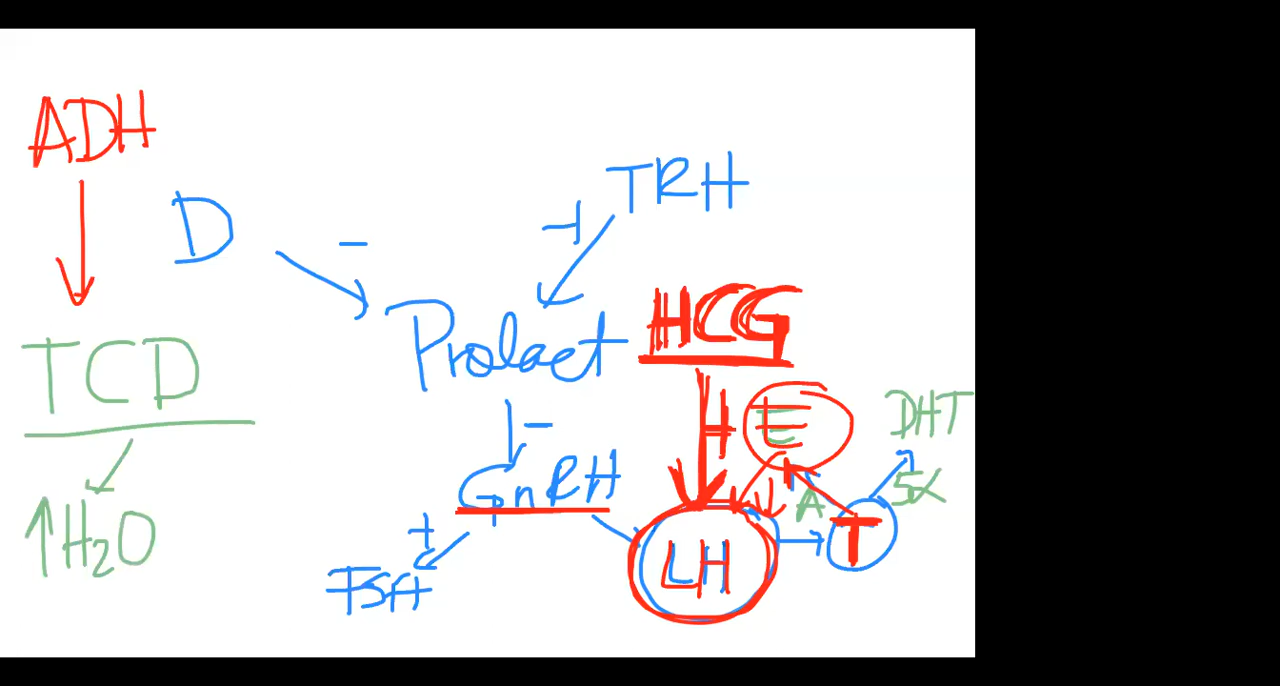 ADH
TRH
+
D
−
HCG
Prolact
TCD
−
E
DHT
GnRH
5α
A
+
T
↑H2O
LH
FSH